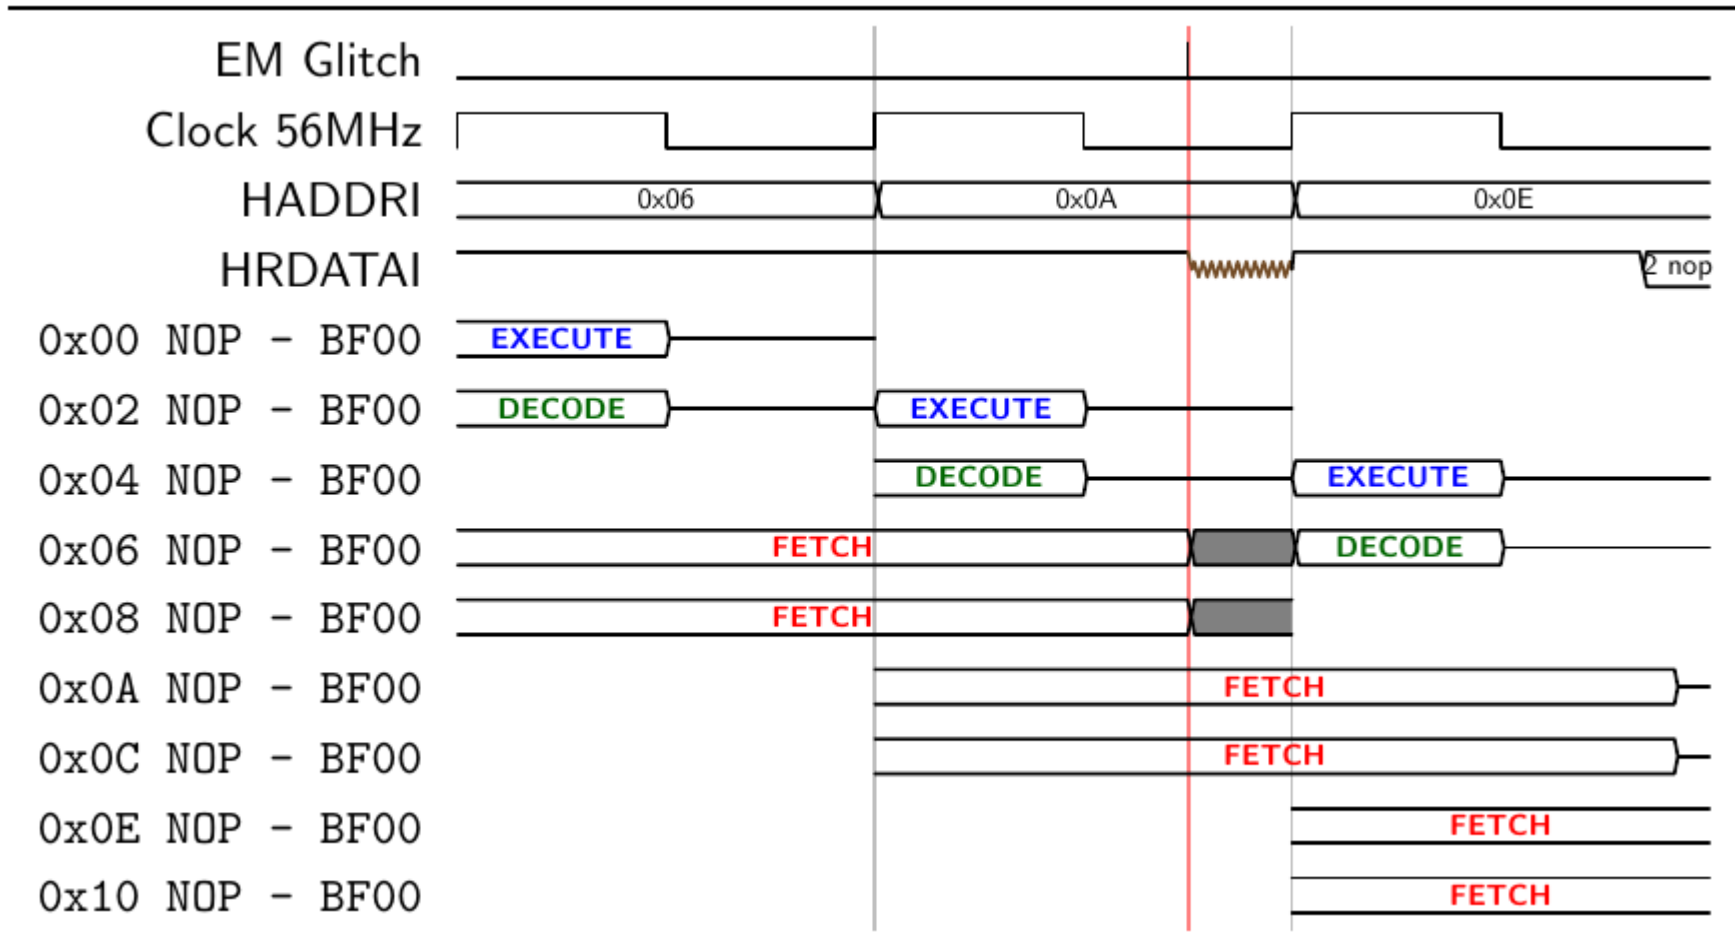 EM Glitch
Clock 56MHz
HADDRI 0x06 0x0A 0x0E
HRDATAI 2 nop
0x00 NOP - BF00 EXECUTE
0x02 NOP - BF00 DECODE EXECUTE
0x04 NOP - BF00 DECODE EXECUTE
0x06 NOP - BF00 FETCH DECODE
0x08 NOP - BF00 FETCH
0x0A NOP - BF00 FETCH
0x0C NOP - BF00 FETCH
0x0E NOP - BF00 FETCH
0x10 NOP - BF00 FETCH